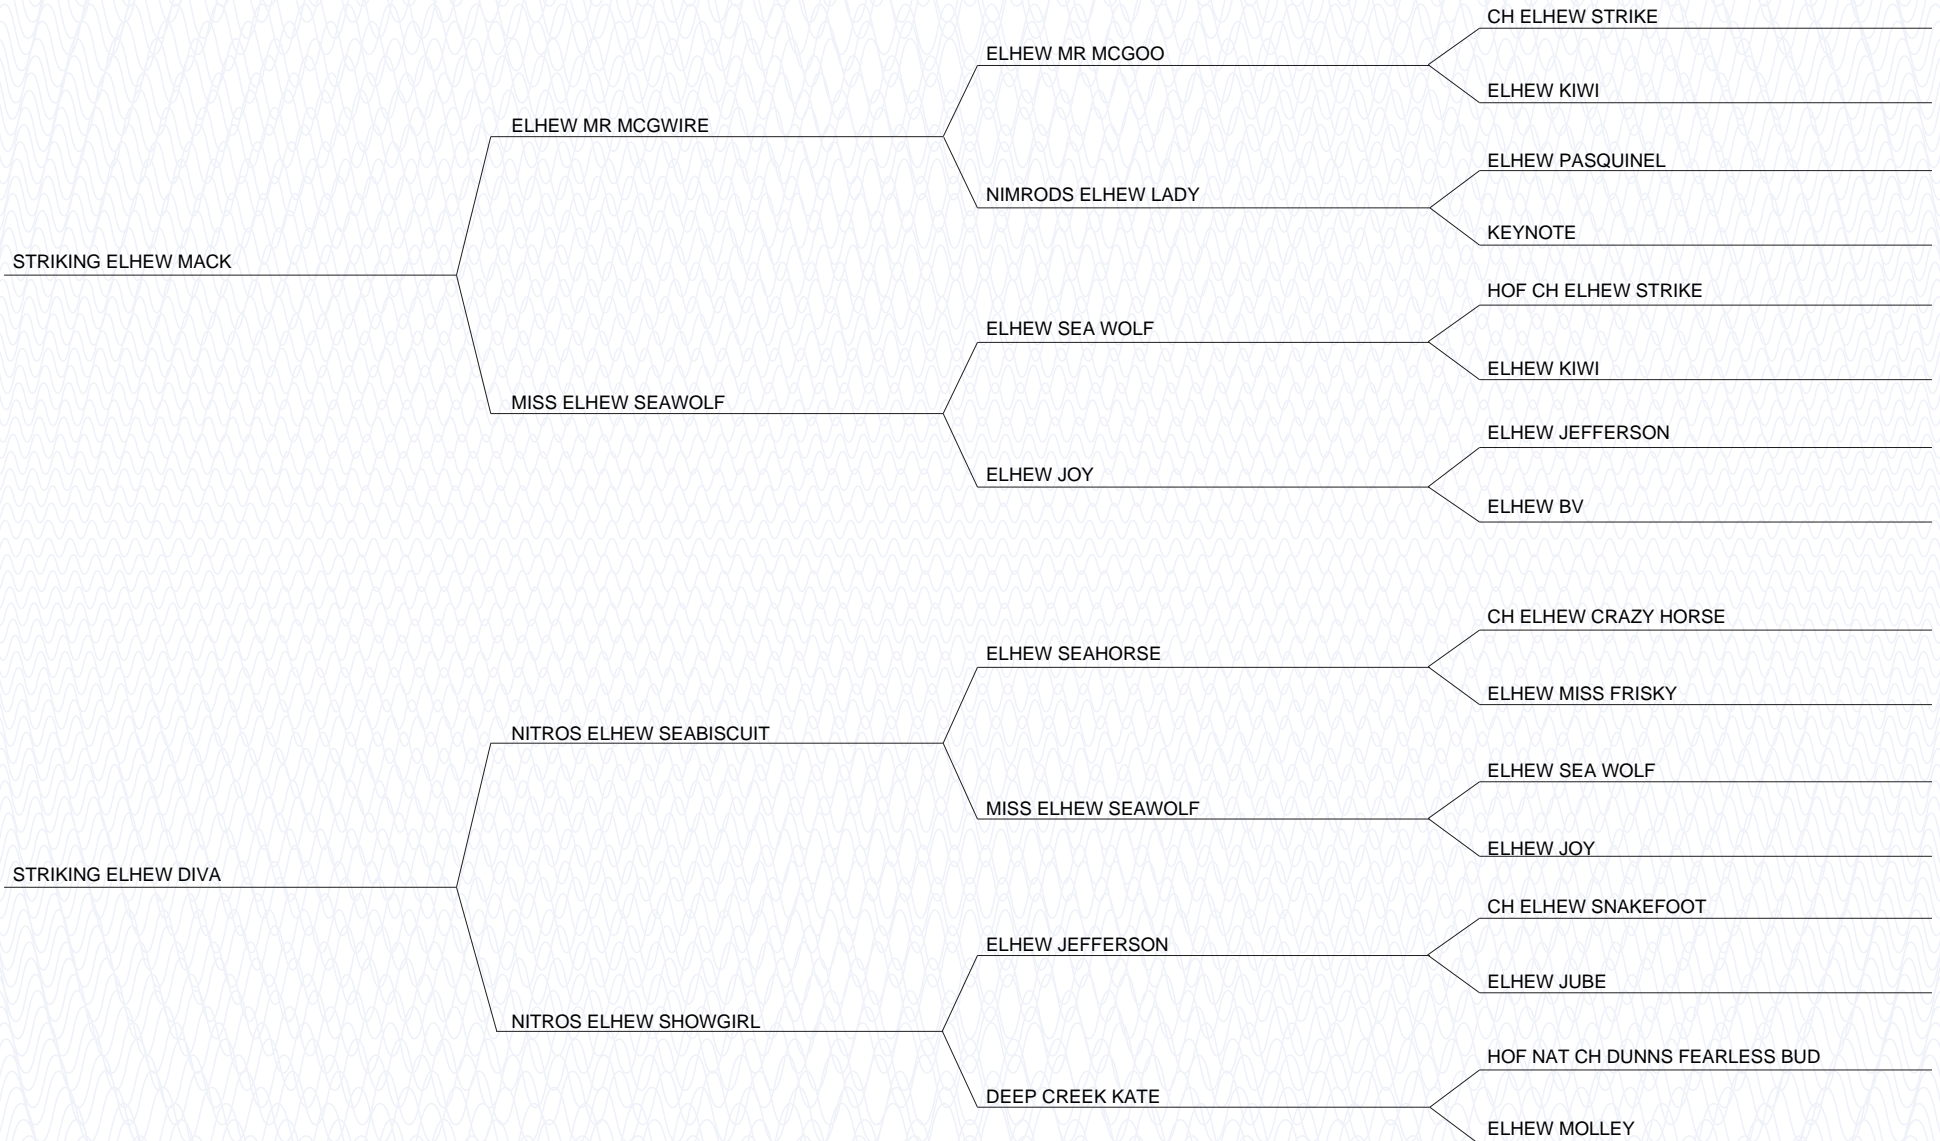 CH ELHEW STRIKE
ELHEW MR MCGOO
ELHEW KIWI
ELHEW MR MCGWIRE
ELHEW PASQUINEL
NIMRODS ELHEW LADY
KEYNOTE
STRIKING ELHEW MACK
HOF CH ELHEW STRIKE
ELHEW SEA WOLF
ELHEW KIWI
MISS ELHEW SEAWOLF
ELHEW JEFFERSON
ELHEW JOY
ELHEW BV
CH ELHEW CRAZY HORSE
ELHEW SEAHORSE
ELHEW MISS FRISKY
NITROS ELHEW SEABISCUIT
ELHEW SEA WOLF
MISS ELHEW SEAWOLF
ELHEW JOY
STRIKING ELHEW DIVA
CH ELHEW SNAKEFOOT
ELHEW JEFFERSON
ELHEW JUBE
NITROS ELHEW SHOWGIRL
HOF NAT CH DUNNS FEARLESS BUD
DEEP CREEK KATE
ELHEW MOLLEY